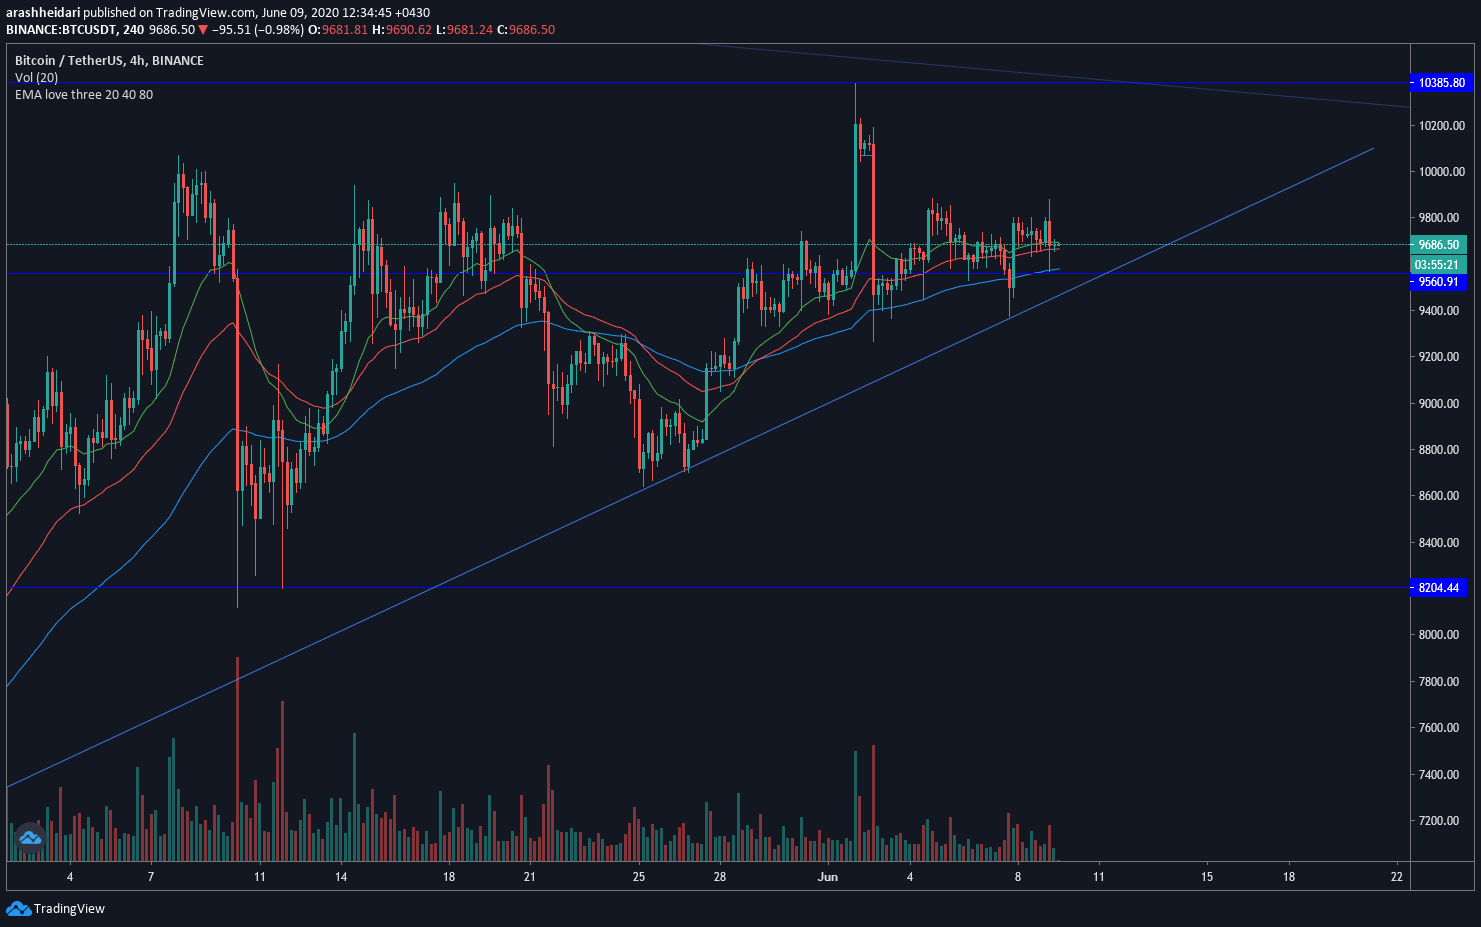 arashheidari published on TradingView.com, June 09, 2020 12:34:45 +0430
BINANCE:BTCUSDT, 240 9686.50 ▼ −95.51 (−0.98%) O:9681.81 H:9690.62 L:9681.24 C:9686.50
Bitcoin / TetherUS, 4h, BINANCE
Vol (20)
EMA love three 20 40 80
10385.80
10200.00
10000.00
9800.00
9686.50
03:55:21
9560.91
9400.00
9200.00
9000.00
8800.00
8600.00
8400.00
8204.44
8000.00
7800.00
7600.00
7400.00
7200.00
4 7 11 14 18 21 25 28 Jun 4 8 11 15 18 22
TradingView